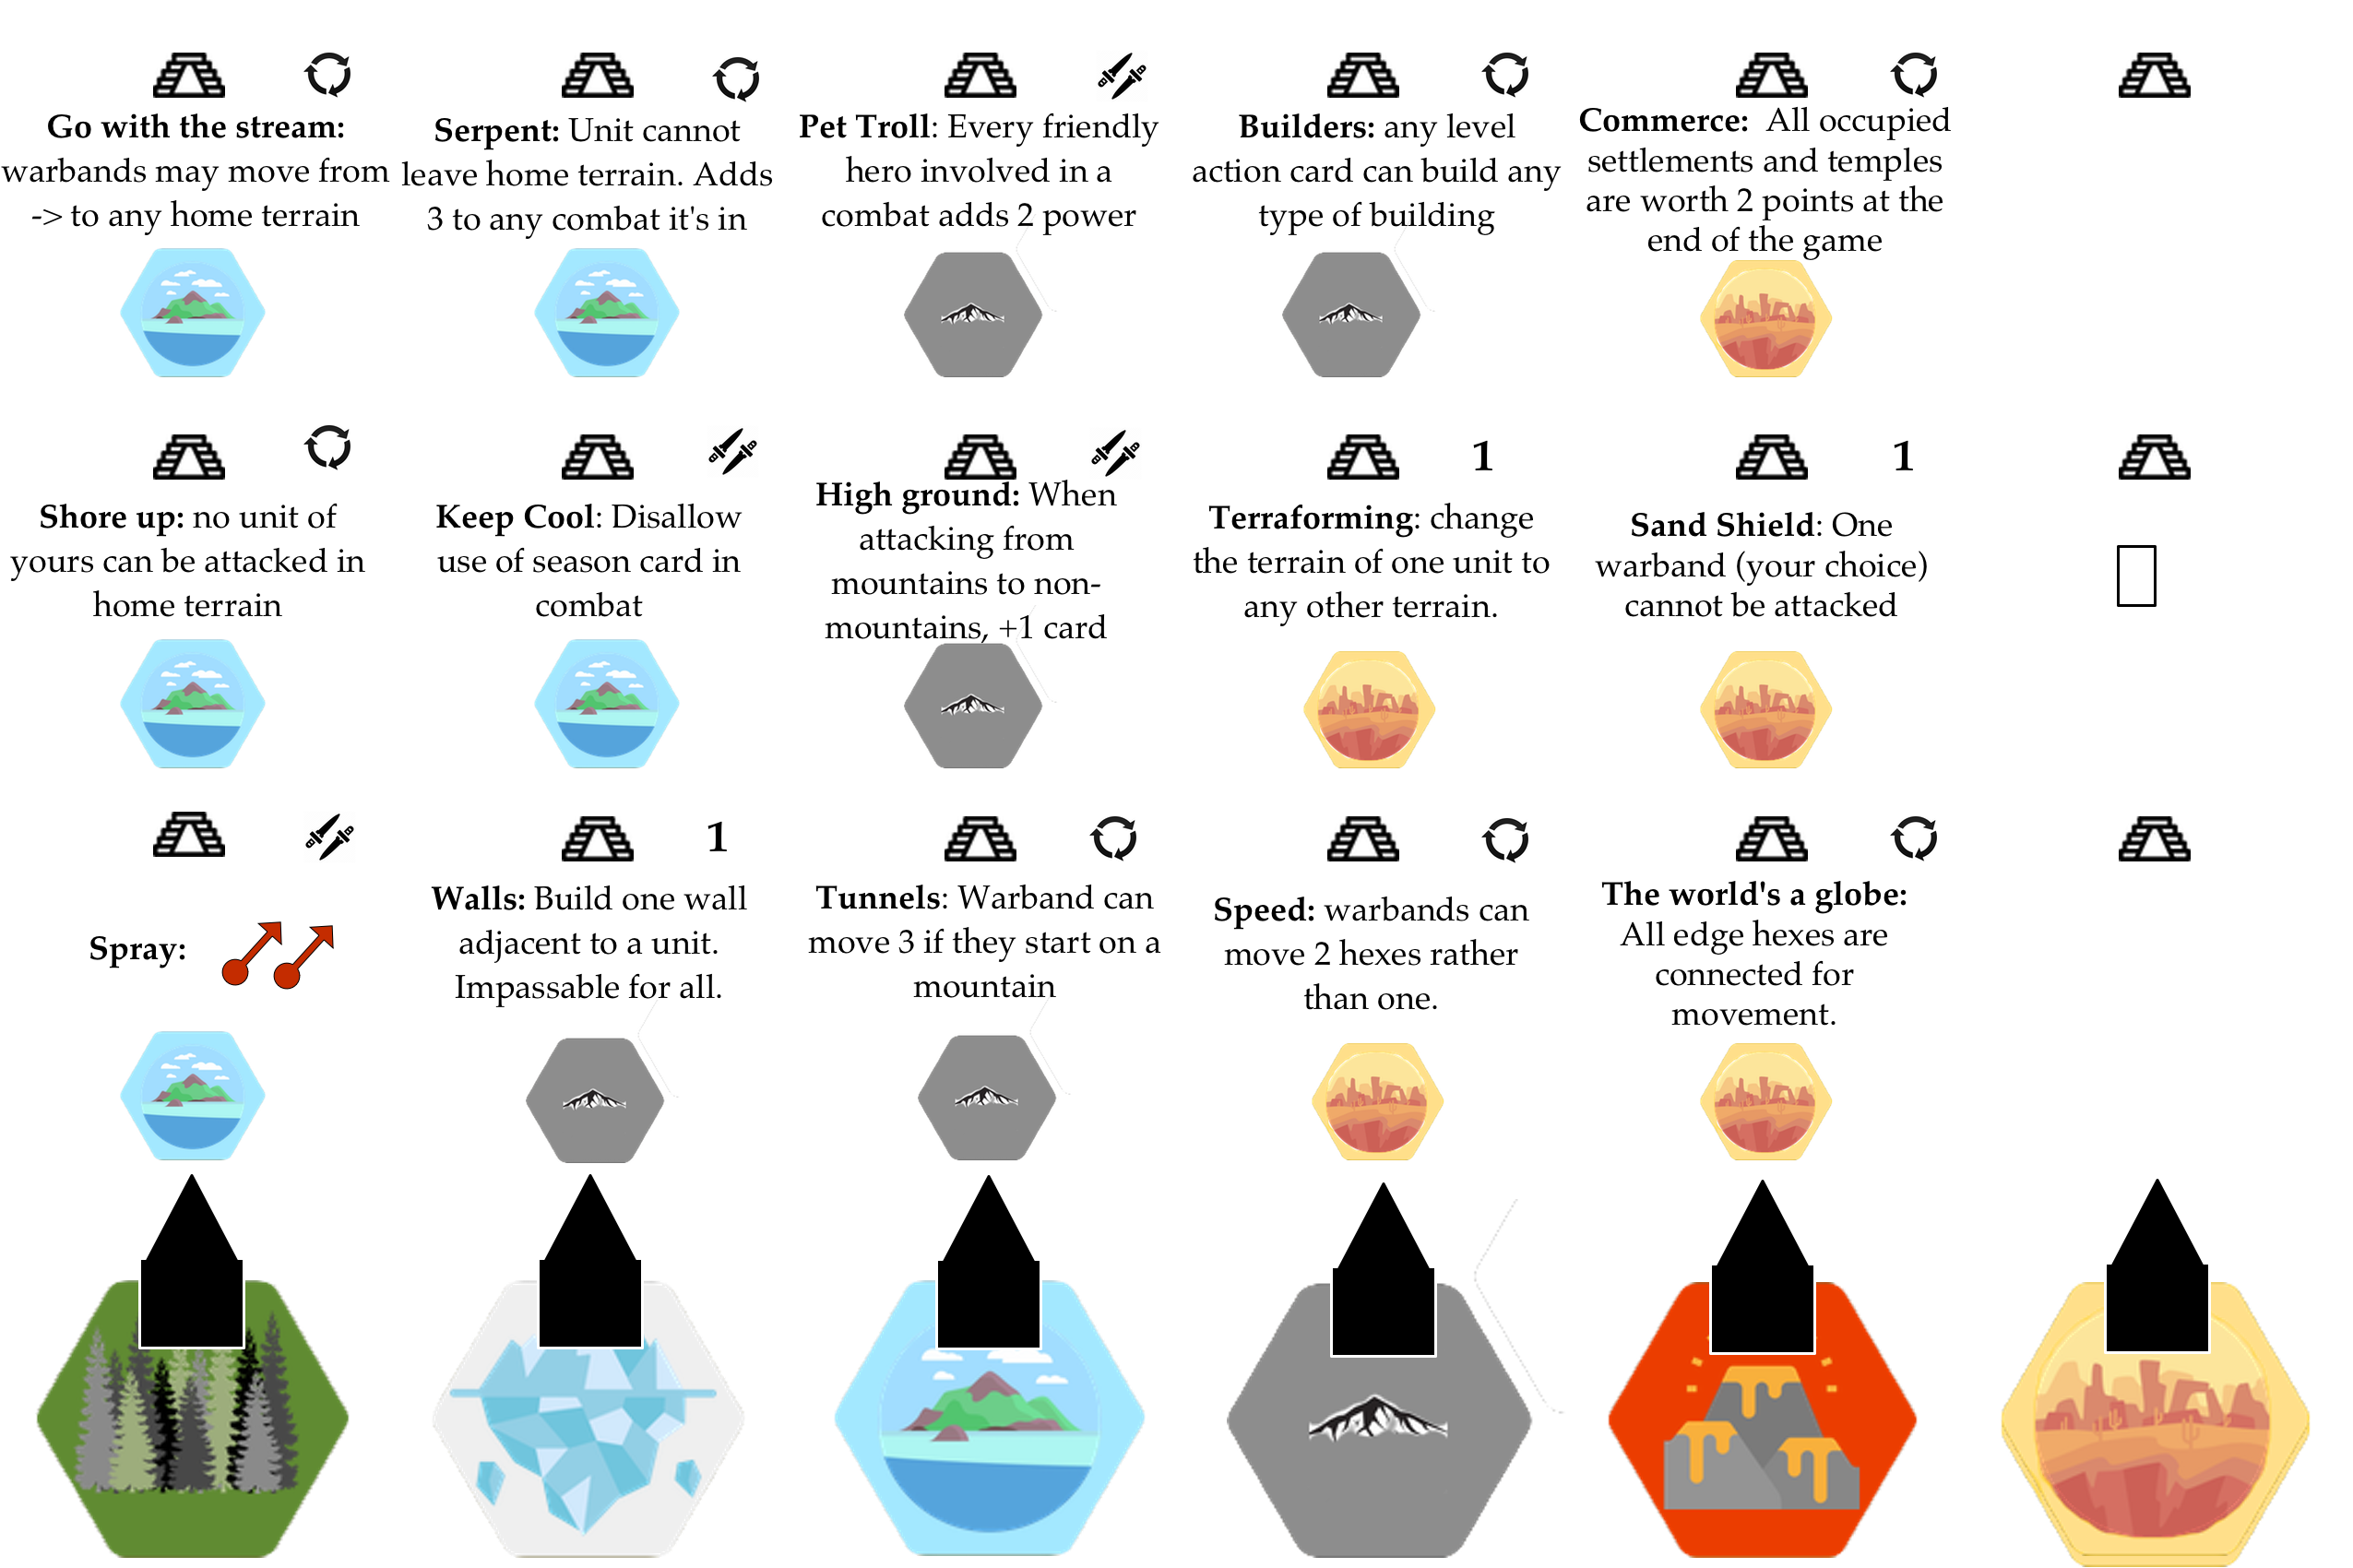 Go with the stream:
warbands may move from
-> to any home terrain
Serpent: Unit cannot
leave home terrain. Adds
3 to any combat it's in
Pet Troll: Every friendly
hero involved in a
combat adds 2 power
Builders: any level
action card can build any
type of building
Commerce: All occupied
settlements and temples
are worth 2 points at the
end of the game
Shore up: no unit of
yours can be attacked in
home terrain
Keep Cool: Disallow
use of season card in
combat
High ground: When
attacking from
mountains to non-
mountains, +1 card
1
Terraforming: change
the terrain of one unit to
any other terrain.
1
Sand Shield: One
warband (your choice)
cannot be attacked
Spray:
1
Walls: Build one wall
adjacent to a unit.
Impassable for all.
Tunnels: Warband can
move 3 if they start on a
mountain
Speed: warbands can
move 2 hexes rather
than one.
The world's a globe:
All edge hexes are
connected for
movement.